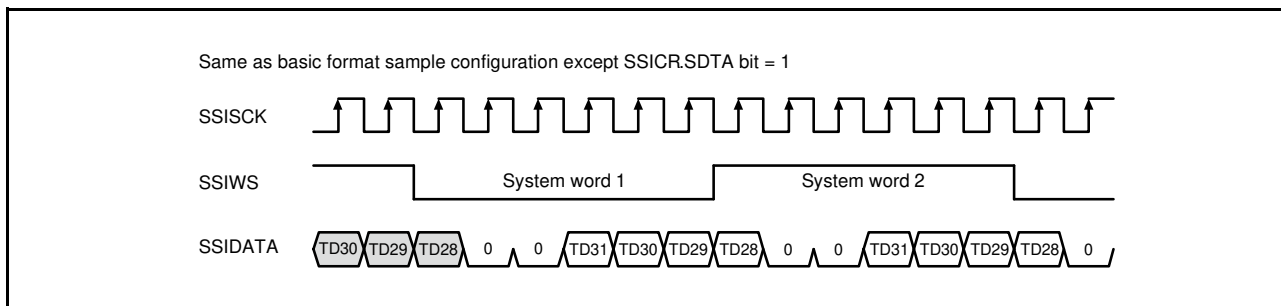 Same as basic format sample configuration except SSICR.SDTA bit = 1
SSISCK
SSIWS System word 1 System word 2
SSIDATA TD30 TD29 TD28 0 0 TD31 TD30 TD29 TD28 0 0 TD31 TD30 TD29 TD28 0